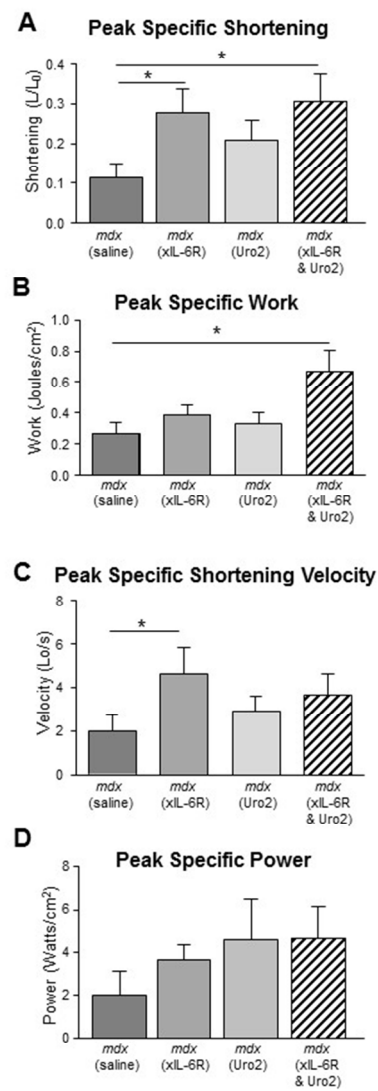 A
Peak Specific Shortening
Shortening (L/L₀)
0.4
0.3
0.2
0.1
0.0
*
*
mdx
(saline)
mdx
(xIL-6R)
mdx
(Uro2)
mdx
(xIL-6R
& Uro2)
B
Peak Specific Work
Work (Joules/cm²)
1.0
0.8
0.6
0.4
0.2
0.0
*
mdx
(saline)
mdx
(xIL-6R)
mdx
(Uro2)
mdx
(xIL-6R
& Uro2)
C
Peak Specific Shortening Velocity
Velocity (Lo/s)
8
6
4
2
0
*
mdx
(saline)
mdx
(xIL-6R)
mdx
(Uro2)
mdx
(xIL-6R
& Uro2)
D
Peak Specific Power
Power (Watts/cm²)
8
6
4
2
0
mdx
(saline)
mdx
(xIL-6R)
mdx
(Uro2)
mdx
(xIL-6R
& Uro2)